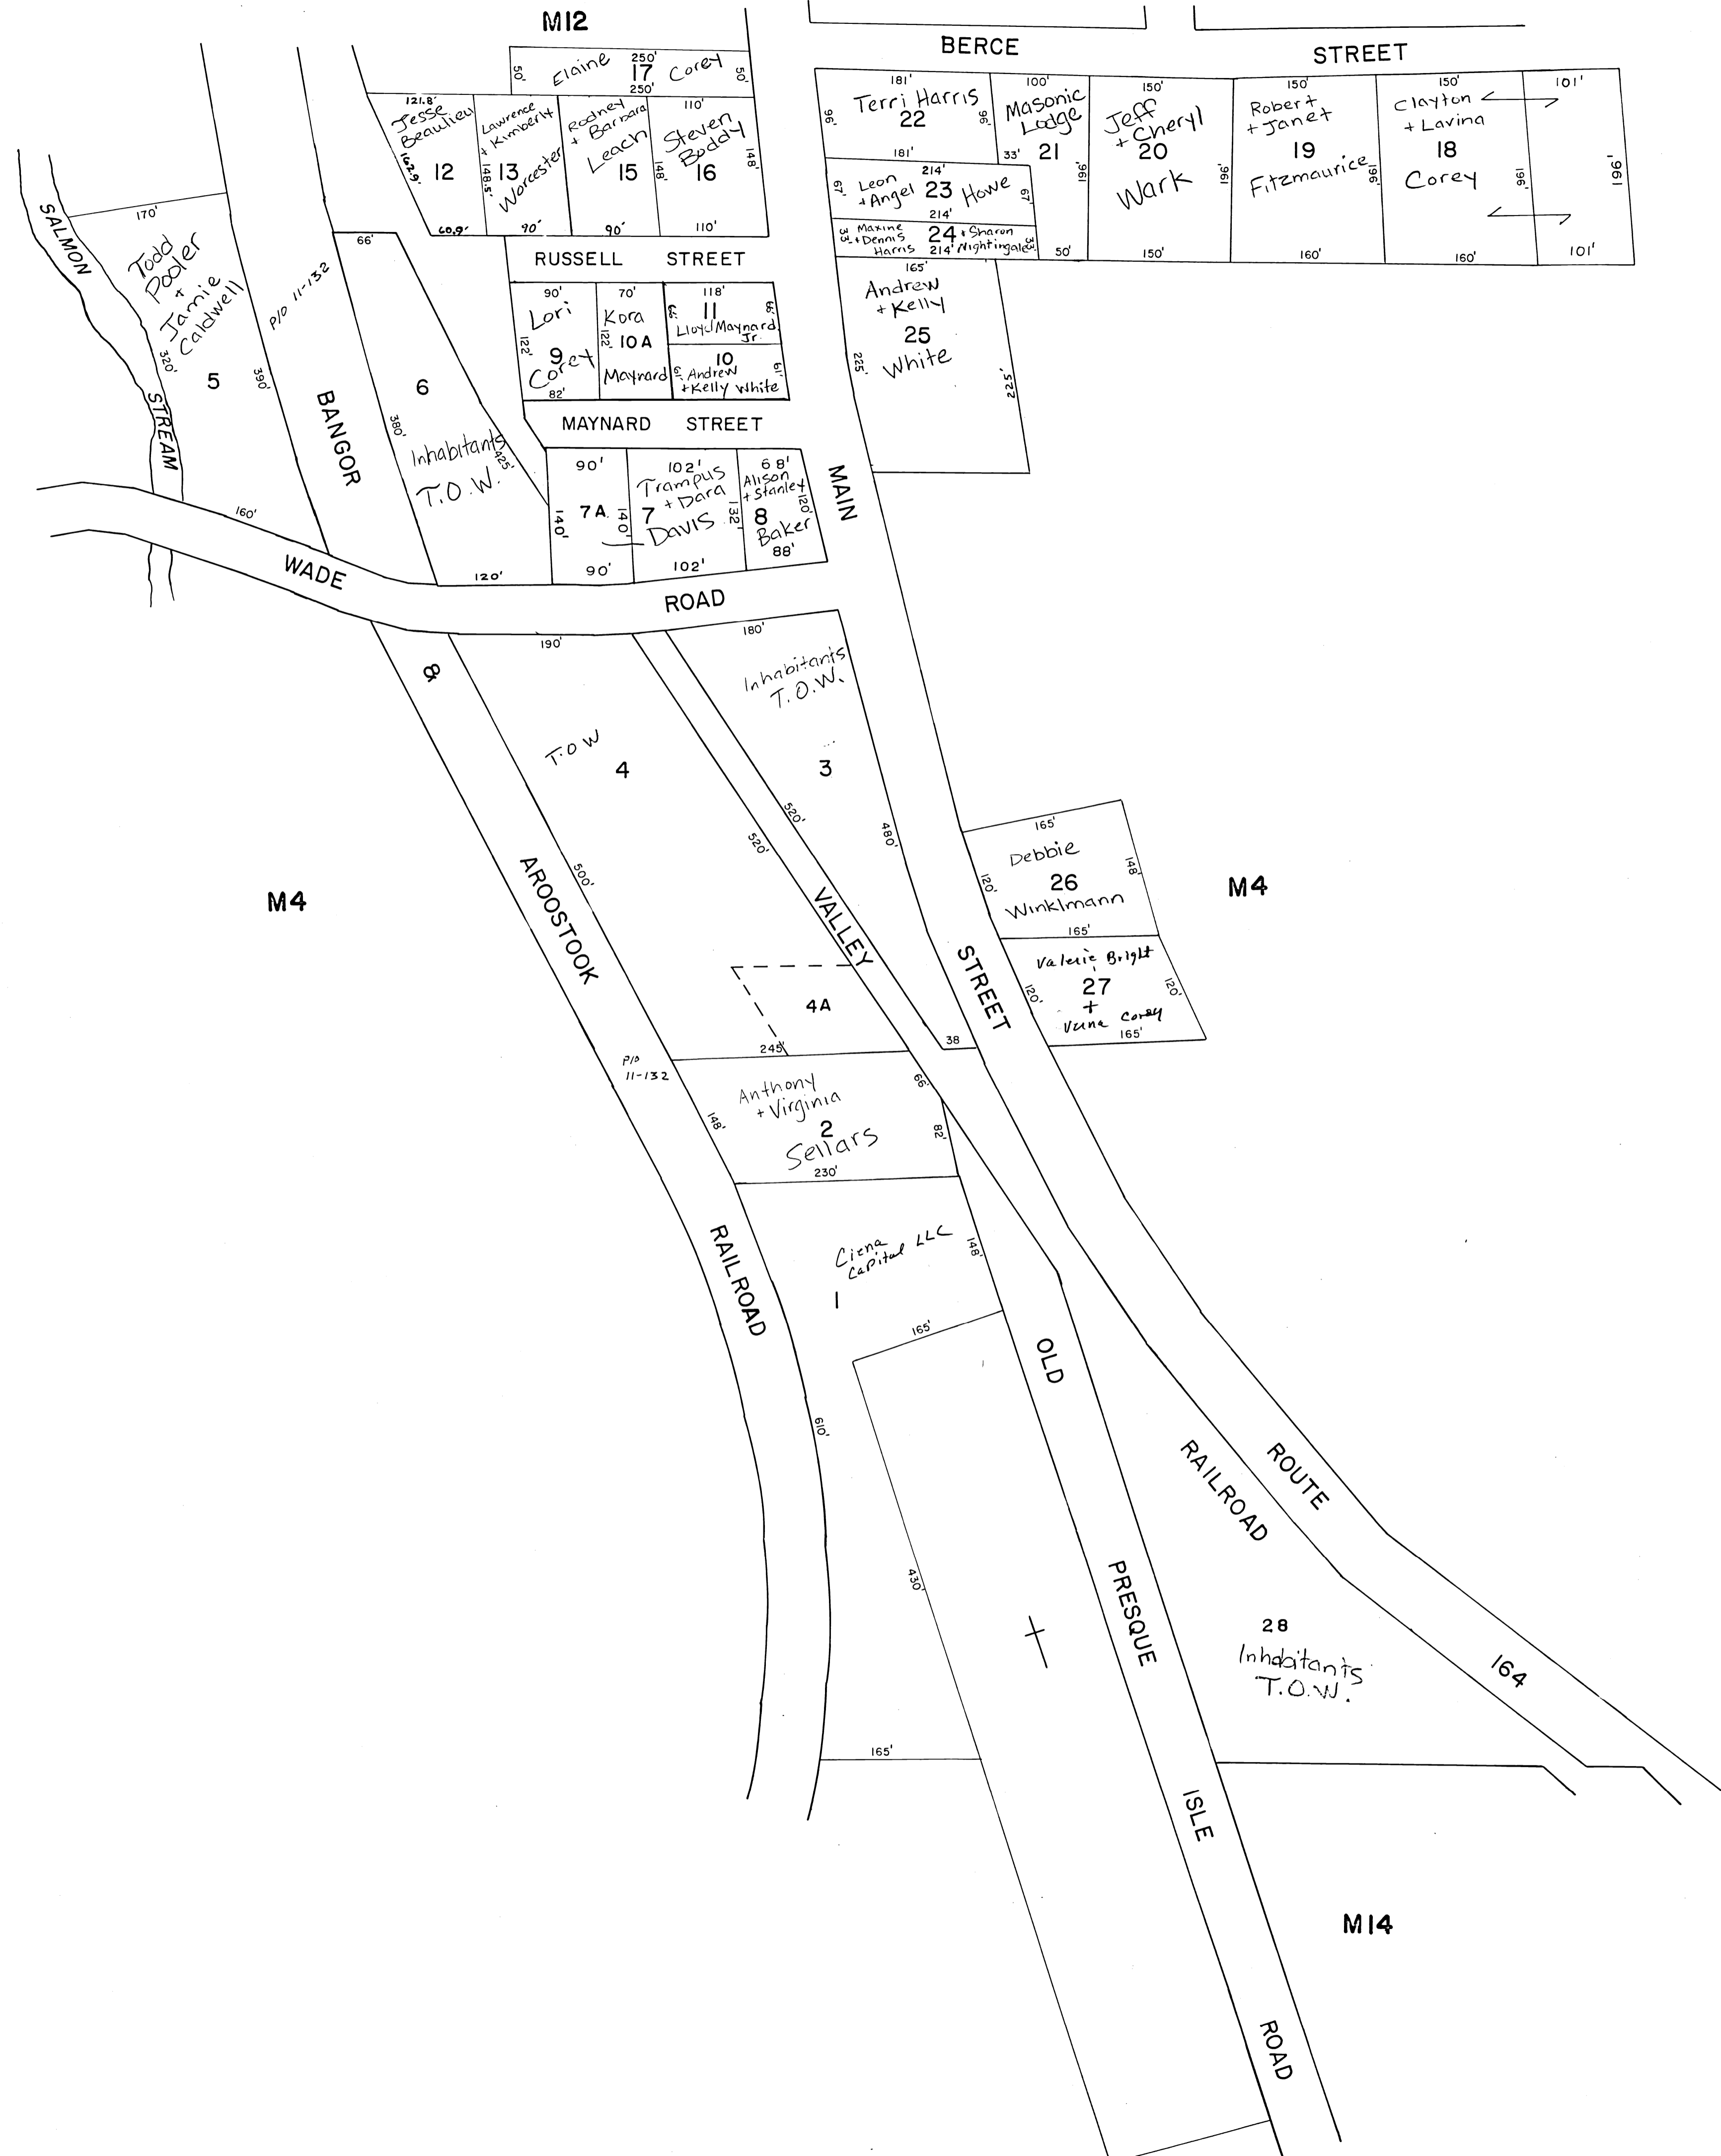 M12
BERCE STREET
250'
50' Elaine 17 Corey 50'
250'
121.8'
Jesse
Beaulieu
162.9' 12
60.9'
Lawrence
+ Kimberly
148.5' 13
Worcester
90'
Rodney
+ Barbara
Leach
15
90'
110'
Steven
Boddy
148' 16 148'
110'
181'
Terri Harris
96' 22 96'
181'
100'
Masonic
Lodge
33' 21 196'
50'
150'
Jeff
+ Cheryl
20
Wark 196'
150'
150'
Robert
+ Janet
19
Fitzmaurice 196'
160'
150'
Clayton
+ Lavina
18
Corey 196'
160'
101'
196'
101'
214'
67' Leon
+ Angel 23 Howe 67'
214'
33' Maxine
+ Dennis 24 + Sharon
Harris 214' Nightingale 33'
165'
Andrew
+ Kelly
25
White
225' 225'
SALMON STREAM
170'
Todd
Pooler
+
Jamie
Caldwell
320' 5 390'
160'
P/O 11-132
BANGOR
66'
6
380'
Inhabitants
T.O.W. 425'
120'
RUSSELL STREET
90'
Lori
122' 9
Corey
82'
70'
Kora
122' 10A
Maynard
118'
66' 11 66'
Lloyd Maynard
Jr.
10
61' Andrew 61'
+ Kelly White
MAYNARD STREET
90'
140' 7A 140'
90'
102'
Trampus
+ Dara
7
Davis 132'
102'
68'
Alison
+ Stanley
8 120'
Baker
88'
MAIN
WADE ROAD
&
190'
T.O W
4
500' 520'
4A
245'
180'
Inhabitants
T.O.W.
3
520' 480'
38
AROOSTOOK
VALLEY
STREET
M4
165'
Debbie
120' 26 148'
Winklmann
165'
Valerie Bright
120' 27 120'
+
Verna Corey
165'
M4
P/O
11-132
Anthony
+ Virginia 66'
148' 2 82'
Sellars
230'
RAILROAD
Ciena
Capital LLC 148'
1
165'
610'
430'
165'
OLD
PRESQUE
ISLE
ROAD
RAILROAD
ROUTE
164
28
Inhabitants
T.O.W.
M14